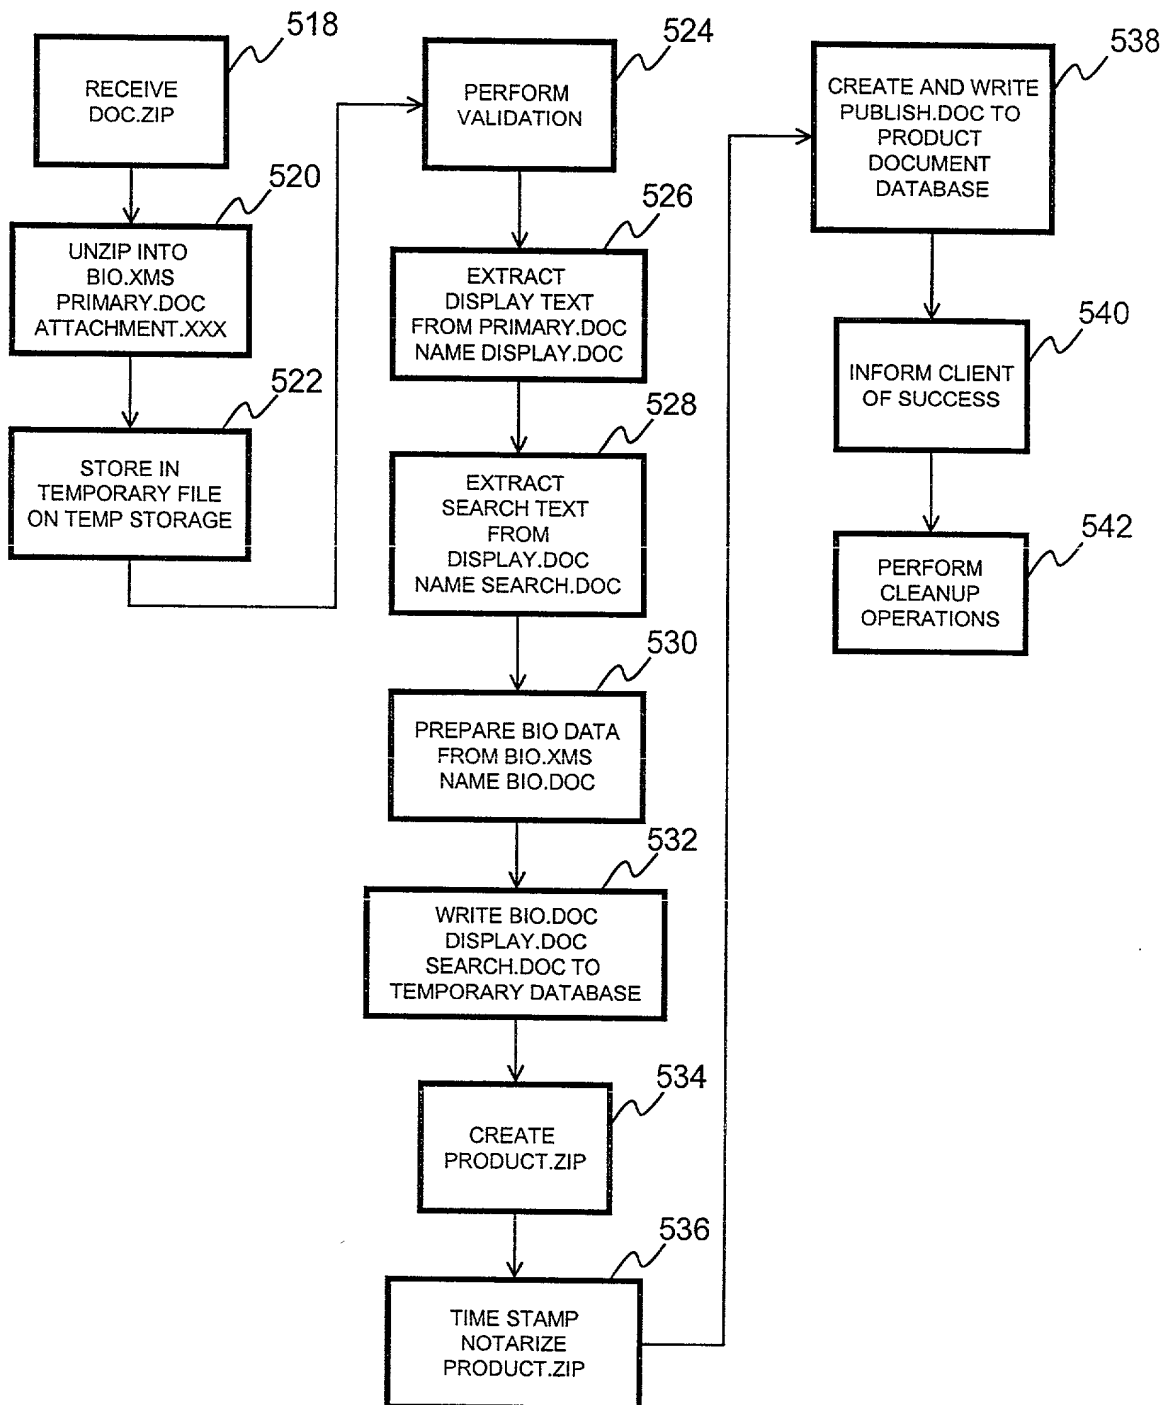 518
RECEIVE
DOC.ZIP
520
UNZIP INTO
BIO.XMS
PRIMARY.DOC
ATTACHMENT.XXX
522
STORE IN
TEMPORARY FILE
ON TEMP STORAGE
524
PERFORM
VALIDATION
526
EXTRACT
DISPLAY TEXT
FROM PRIMARY.DOC
NAME DISPLAY.DOC
528
EXTRACT
SEARCH TEXT
FROM
DISPLAY.DOC
NAME SEARCH.DOC
530
PREPARE BIO DATA
FROM BIO.XMS
NAME BIO.DOC
532
WRITE BIO.DOC
DISPLAY.DOC
SEARCH.DOC TO
TEMPORARY DATABASE
534
CREATE
PRODUCT.ZIP
536
TIME STAMP
NOTARIZE
PRODUCT.ZIP
538
CREATE AND WRITE
PUBLISH.DOC TO
PRODUCT
DOCUMENT
DATABASE
540
INFORM CLIENT
OF SUCCESS
542
PERFORM
CLEANUP
OPERATIONS